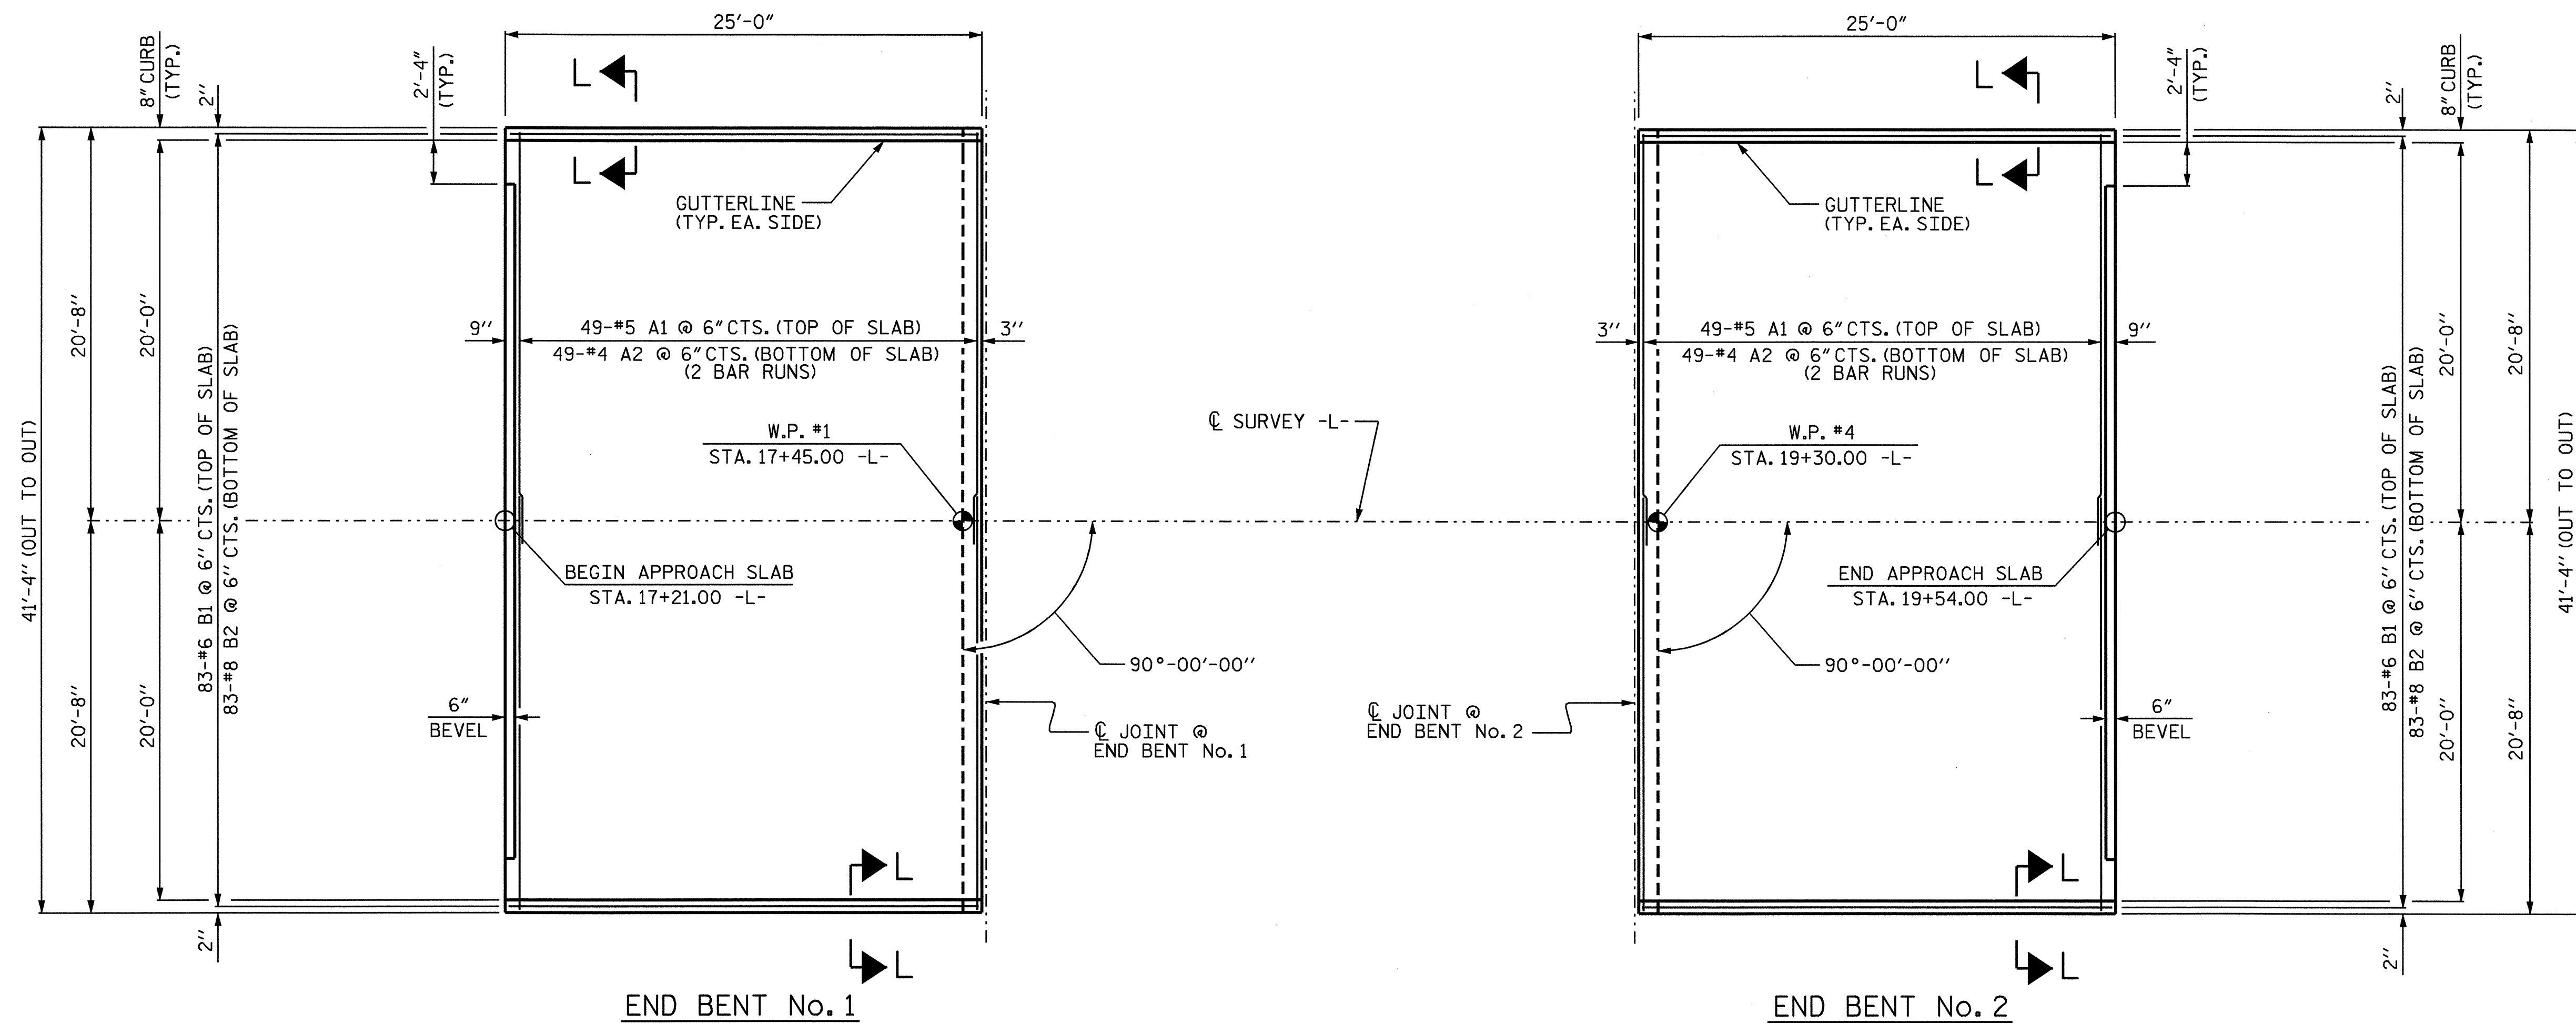 25'-0"
8" CURB
(TYP.)
2"
2'-4"
(TYP.)
L
L
GUTTERLINE
(TYP. EA. SIDE)
41'-4" (OUT TO OUT)
20'-8"
20'-0"
83-#6 B1 @ 6" CTS. (TOP OF SLAB)
83-#8 B2 @ 6" CTS. (BOTTOM OF SLAB)
9"
49-#5 A1 @ 6" CTS. (TOP OF SLAB)
49-#4 A2 @ 6" CTS. (BOTTOM OF SLAB)
(2 BAR RUNS)
3"
W.P. #1
STA. 17+45.00 -L-
BEGIN APPROACH SLAB
STA. 17+21.00 -L-
20'-8"
20'-0"
6"
BEVEL
90°-00'-00"
℄ JOINT @
END BENT No. 1
L
L
2"
END BENT No. 1
℄ SURVEY -L-
25'-0"
L
L
2'-4"
(TYP.)
2"
8" CURB
(TYP.)
GUTTERLINE
(TYP. EA. SIDE)
3"
49-#5 A1 @ 6" CTS. (TOP OF SLAB)
49-#4 A2 @ 6" CTS. (BOTTOM OF SLAB)
(2 BAR RUNS)
9"
W.P. #4
STA. 19+30.00 -L-
END APPROACH SLAB
STA. 19+54.00 -L-
90°-00'-00"
℄ JOINT @
END BENT No. 2
6"
BEVEL
83-#6 B1 @ 6" CTS. (TOP OF SLAB)
83-#8 B2 @ 6" CTS. (BOTTOM OF SLAB)
20'-0"
20'-8"
41'-4" (OUT TO OUT)
20'-0"
20'-8"
L
L
2"
END BENT No. 2